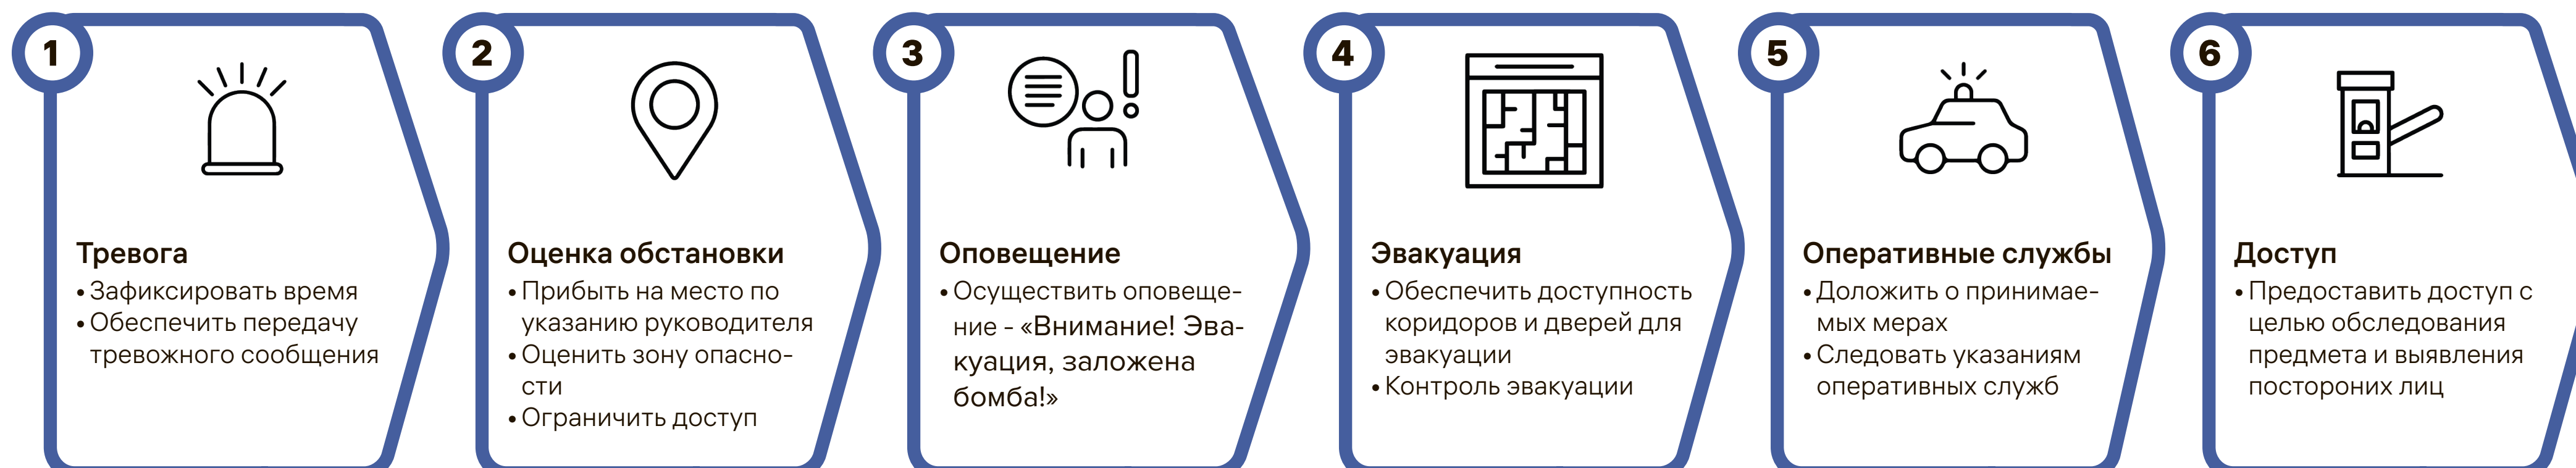 1
Тревога
• Зафиксировать время
• Обеспечить передачу
тревожного сообщения
2
Оценка обстановки
• Прибыть на место по
указанию руководителя
• Оценить зону опасно-
сти
• Ограничить доступ
3
Оповещение
• Осуществить оповеще-
ние - «Внимание! Эва-
куация, заложена
бомба!»
4
Эвакуация
• Обеспечить доступность
коридоров и дверей для
эвакуации
• Контроль эвакуации
5
Оперативные службы
• Доложить о принимае-
мых мерах
• Следовать указаниям
оперативных служб
6
Доступ
• Предоставить доступ с
целью обследования
предмета и выявления
постороних лиц